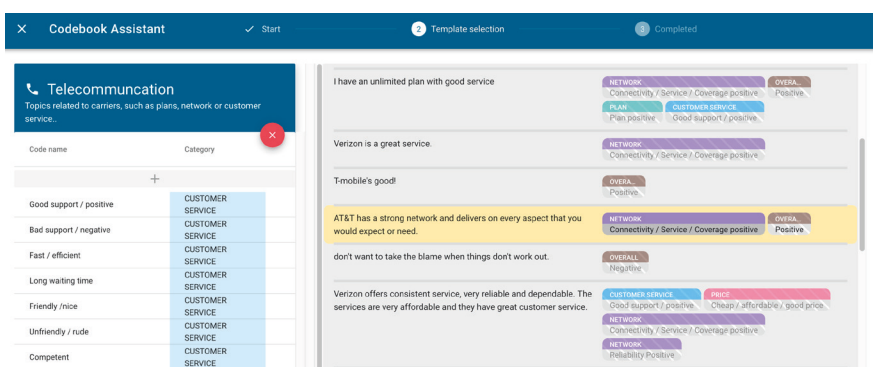 Codebook Assistant
Start
2 Template selection
3 Completed
Telecommuncation
Topics related to carriers, such as plans, network or customer
service..
Code name Category
Good support / positive CUSTOMER
SERVICE
Bad support / negative CUSTOMER
SERVICE
Fast / efficient CUSTOMER
SERVICE
Long waiting time CUSTOMER
SERVICE
Friendly /nice CUSTOMER
SERVICE
Unfriendly / rude CUSTOMER
SERVICE
Competent CUSTOMER
SERVICE
I have an unlimited plan with good service
NETWORK OVERA...
Connectivity / Service / Coverage positive Positive
PLAN CUSTOMER SERVICE
Plan positive Good support / positive
Verizon is a great service.
NETWORK
Connectivity / Service / Coverage positive
T-mobile's good!
OVERA...
Positive
AT&T has a strong network and delivers on every aspect that you
would expect or need.
NETWORK OVERA...
Connectivity / Service / Coverage positive Positive
don't want to take the blame when things don't work out.
OVERALL
Negative
Verizon offers consistent service, very reliable and dependable. The
services are very affordable and they have great customer service.
CUSTOMER SERVICE PRICE
Good support / positive Cheap / affordable / good price
NETWORK
Connectivity / Service / Coverage positive
NETWORK
Reliability Positive